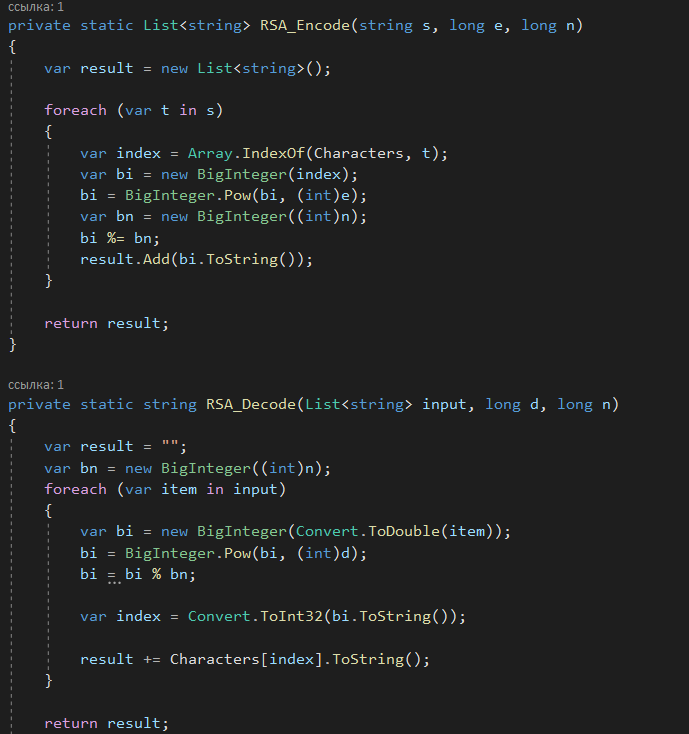 ссылка: 1
private static List<string> RSA_Encode(string s, long e, long n)
{
    var result = new List<string>();

    foreach (var t in s)
    {
        var index = Array.IndexOf(Characters, t);
        var bi = new BigInteger(index);
        bi = BigInteger.Pow(bi, (int)e);
        var bn = new BigInteger((int)n);
        bi %= bn;
        result.Add(bi.ToString());
    }

    return result;
}

ссылка: 1
private static string RSA_Decode(List<string> input, long d, long n)
{
    var result = "";
    var bn = new BigInteger((int)n);
    foreach (var item in input)
    {
        var bi = new BigInteger(Convert.ToDouble(item));
        bi = BigInteger.Pow(bi, (int)d);
        bi = bi % bn;

        var index = Convert.ToInt32(bi.ToString());

        result += Characters[index].ToString();
    }

    return result;